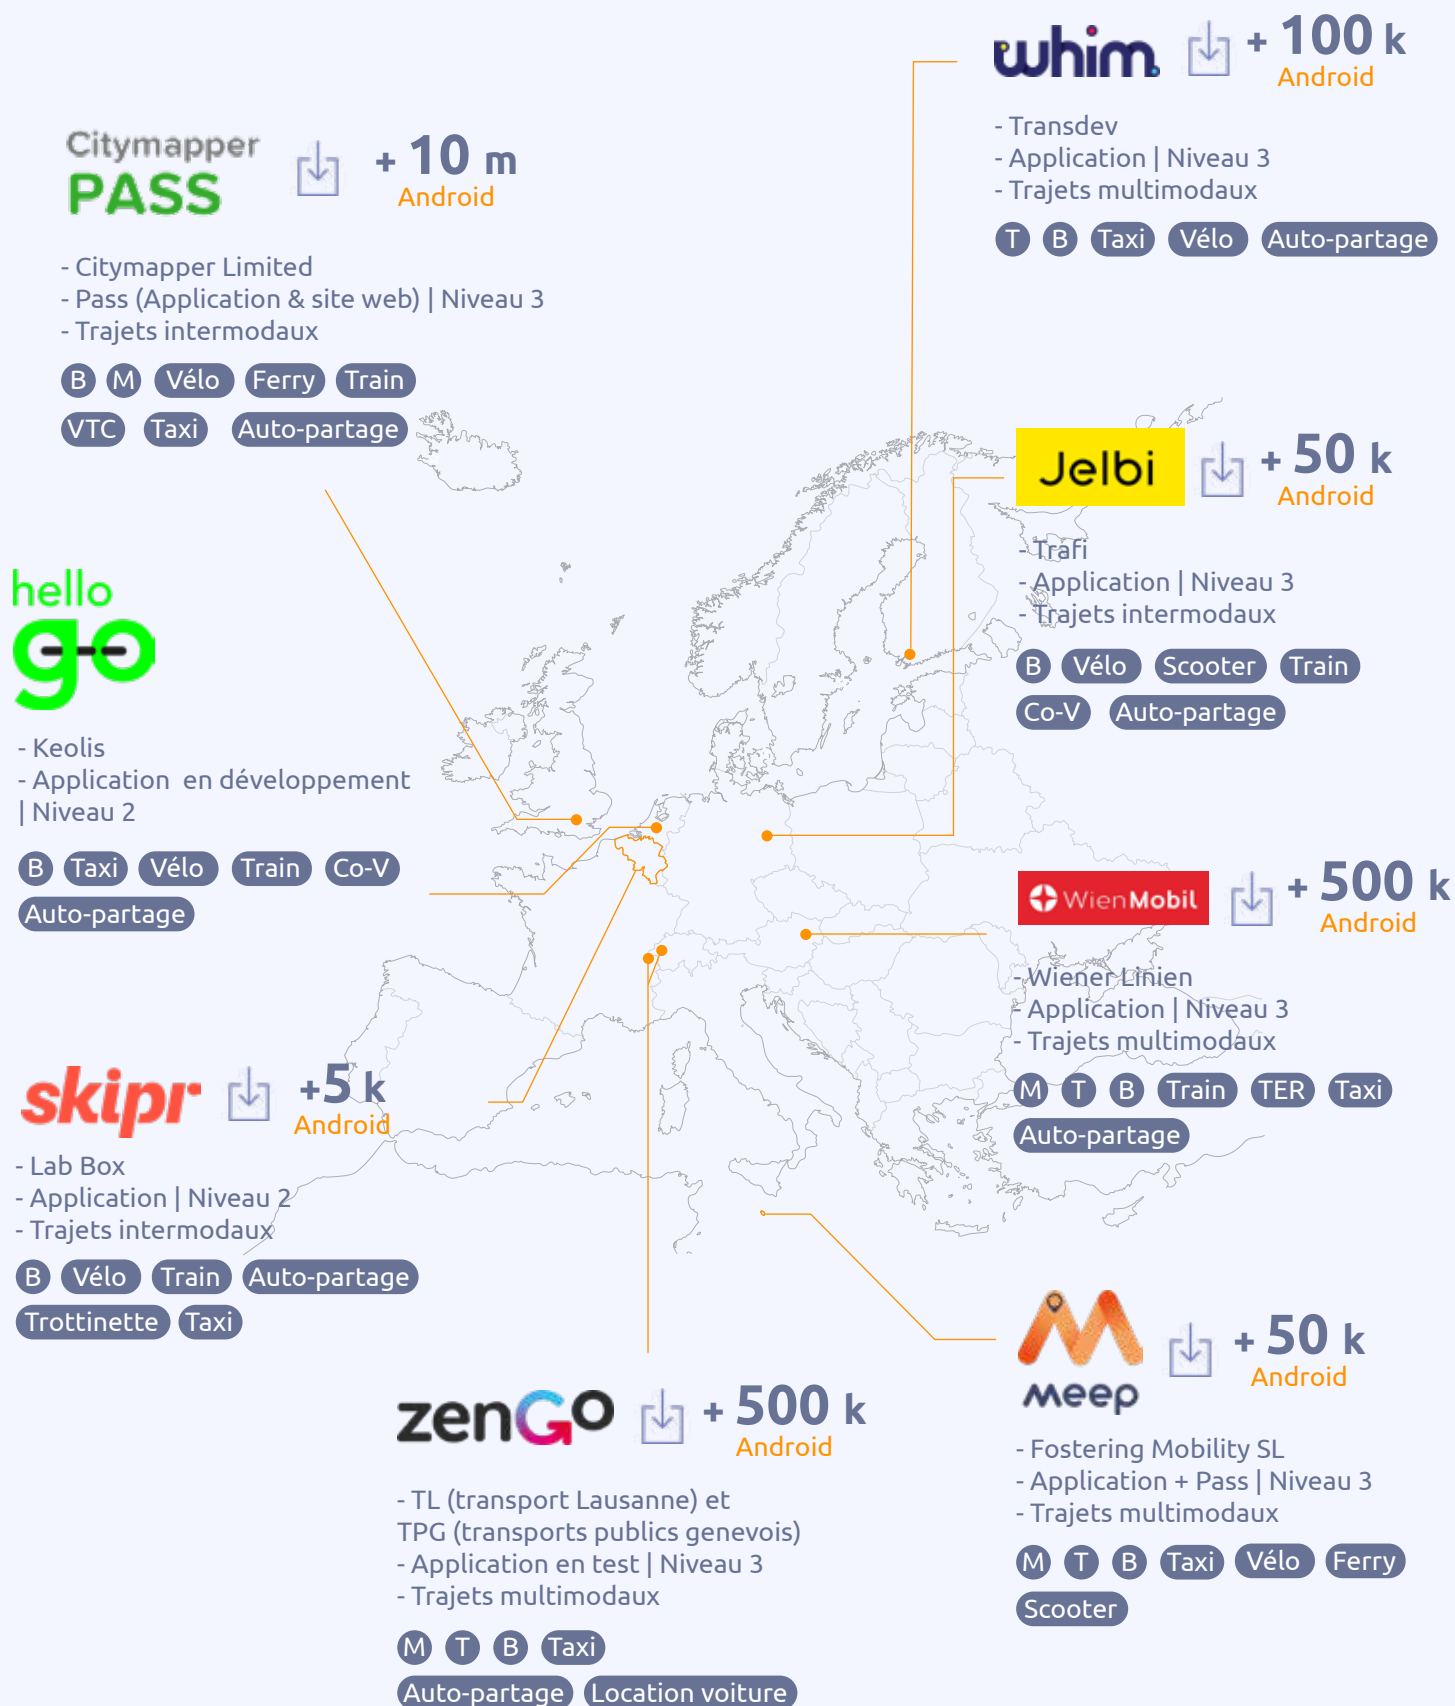 Citymapper
PASS
+ 10 m
Android
- Citymapper Limited
- Pass (Application & site web) | Niveau 3
- Trajets intermodaux
B M Vélo Ferry Train
VTC Taxi Auto-partage
whim
+ 100 k
Android
- Transdev
- Application | Niveau 3
- Trajets multimodaux
T B Taxi Vélo Auto-partage
Jelbi
+ 50 k
Android
- Trafi
- Application | Niveau 3
- Trajets intermodaux
B Vélo Scooter Train
Co-V Auto-partage
hello
go
- Keolis
- Application en développement
| Niveau 2
B Taxi Vélo Train Co-V
Auto-partage
WienMobil
+ 500 k
Android
- Wiener Linien
- Application | Niveau 3
- Trajets multimodaux
M T B Train TER Taxi
Auto-partage
skipr
+5 k
Android
- Lab Box
- Application | Niveau 2
- Trajets intermodaux
B Vélo Train Auto-partage
Trottinette Taxi
zenGo
+ 500 k
Android
- TL (transport Lausanne) et
TPG (transports publics genevois)
- Application en test | Niveau 3
- Trajets multimodaux
M T B Taxi
Auto-partage Location voiture
meep
+ 50 k
Android
- Fostering Mobility SL
- Application + Pass | Niveau 3
- Trajets multimodaux
M T B Taxi Vélo Ferry
Scooter